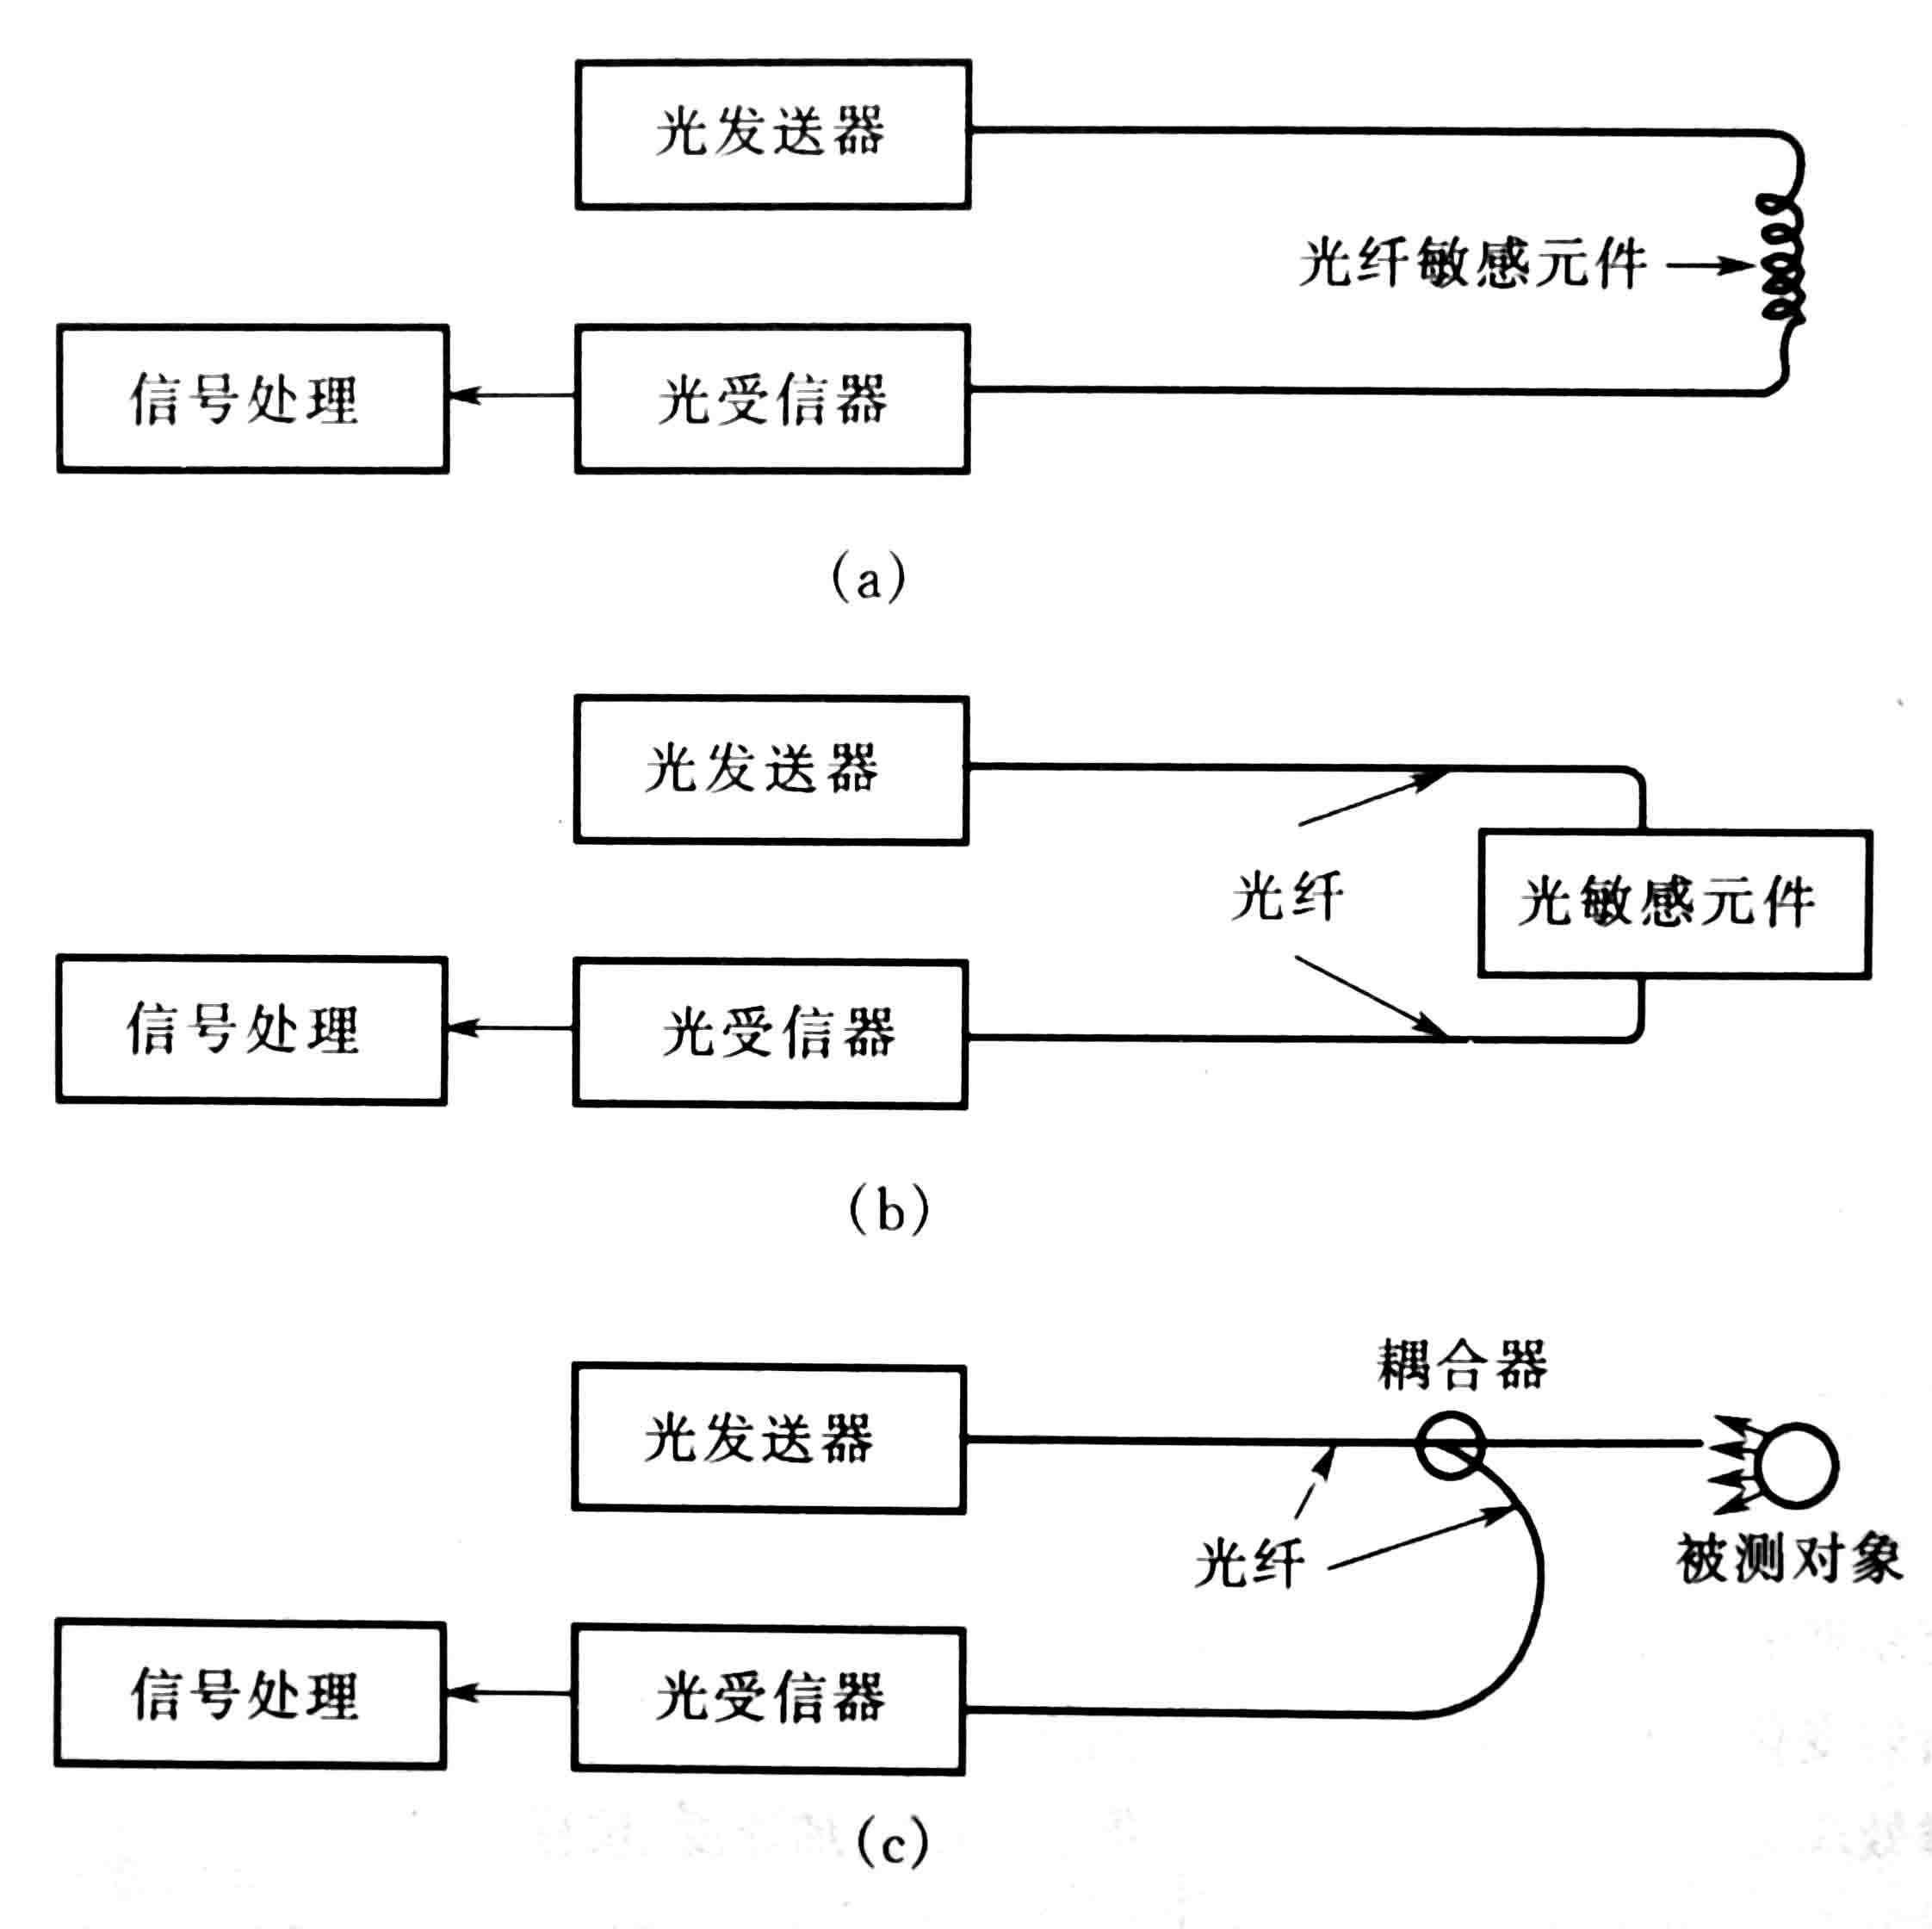 光发送器
光纤敏感元件
信号处理
光受信器
(a)
光发送器
光纤
光敏感元件
信号处理
光受信器
(b)
耦合器
光发送器
光纤
被测对象
信号处理
光受信器
(c)